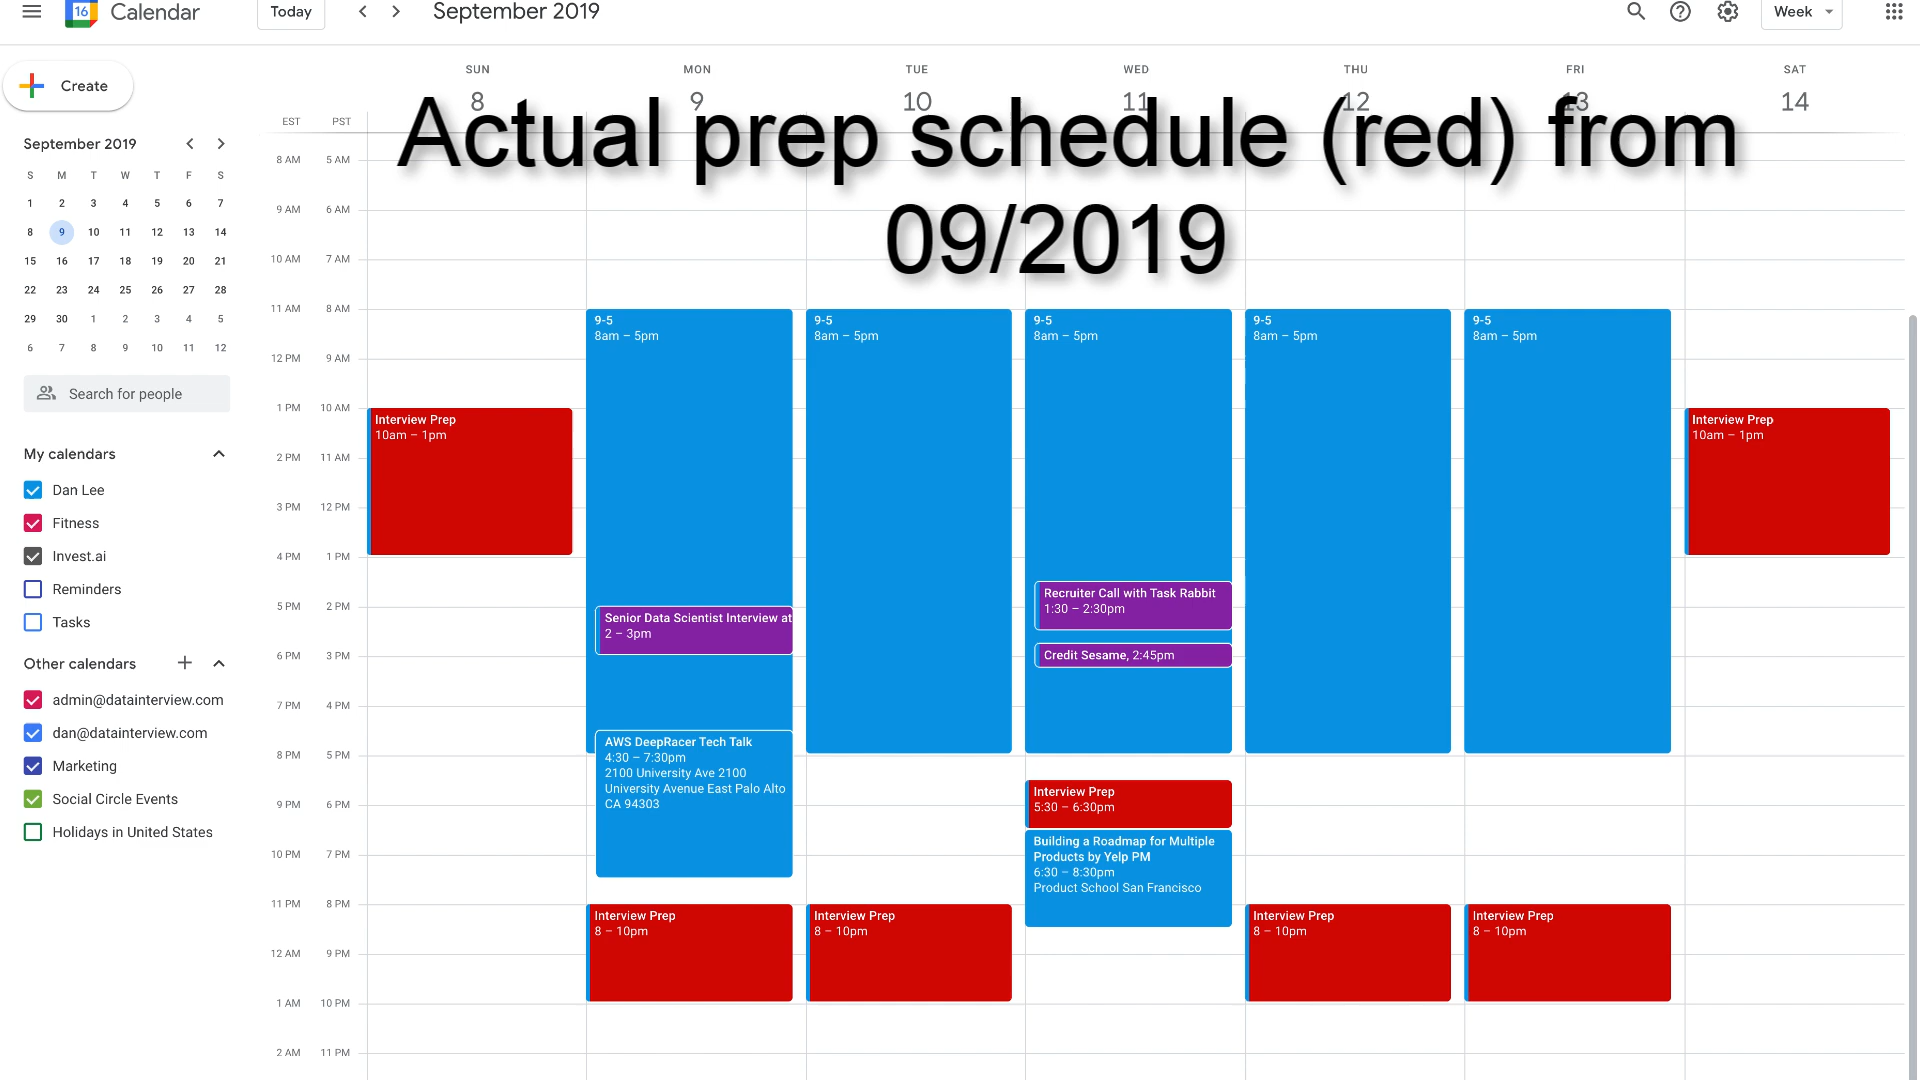 16 Calendar Today September 2019 Week
Create
SUN MON TUE WED THU FRI SAT
8 9 10 11 12 13 14
Actual prep schedule (red) from
09/2019
September 2019
S M T W T F S
1 2 3 4 5 6 7
8 9 10 11 12 13 14
15 16 17 18 19 20 21
22 23 24 25 26 27 28
29 30 1 2 3 4 5
6 7 8 9 10 11 12
Search for people
My calendars
Dan Lee
Fitness
Invest.ai
Reminders
Tasks
Other calendars
admin@datainterview.com
dan@datainterview.com
Marketing
Social Circle Events
Holidays in United States
EST PST
8 AM 5 AM
9 AM 6 AM
10 AM 7 AM
11 AM 8 AM
12 PM 9 AM
1 PM 10 AM
2 PM 11 AM
3 PM 12 PM
4 PM 1 PM
5 PM 2 PM
6 PM 3 PM
7 PM 4 PM
8 PM 5 PM
9 PM 6 PM
10 PM 7 PM
11 PM 8 PM
12 AM 9 PM
1 AM 10 PM
2 AM 11 PM
Interview Prep
10am – 1pm
9-5
8am – 5pm
Senior Data Scientist Interview at
2 – 3pm
AWS DeepRacer Tech Talk
4:30 – 7:30pm
2100 University Ave 2100
University Avenue East Palo Alto
CA 94303
Interview Prep
8 – 10pm
9-5
8am – 5pm
Interview Prep
8 – 10pm
9-5
8am – 5pm
Recruiter Call with Task Rabbit
1:30 – 2:30pm
Credit Sesame, 2:45pm
Interview Prep
5:30 – 6:30pm
Building a Roadmap for Multiple
Products by Yelp PM
6:30 – 8:30pm
Product School San Francisco
9-5
8am – 5pm
Interview Prep
8 – 10pm
9-5
8am – 5pm
Interview Prep
8 – 10pm
Interview Prep
10am – 1pm